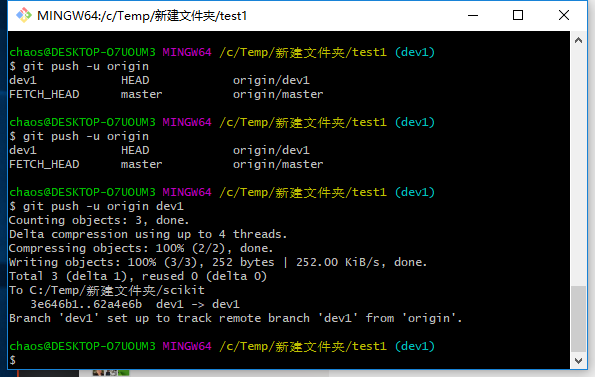 MINGW64:/c/Temp/新建文件夹/test1
chaos@DESKTOP-O7UOUM3 MINGW64 /c/Temp/新建文件夹/test1 (dev1)
$ git push -u origin
dev1 HEAD origin/dev1
FETCH_HEAD master origin/master
chaos@DESKTOP-O7UOUM3 MINGW64 /c/Temp/新建文件夹/test1 (dev1)
$ git push -u origin
dev1 HEAD origin/dev1
FETCH_HEAD master origin/master
chaos@DESKTOP-O7UOUM3 MINGW64 /c/Temp/新建文件夹/test1 (dev1)
$ git push -u origin dev1
Counting objects: 3, done.
Delta compression using up to 4 threads.
Compressing objects: 100% (2/2), done.
Writing objects: 100% (3/3), 252 bytes | 252.00 KiB/s, done.
Total 3 (delta 1), reused 0 (delta 0)
To C:/Temp/新建文件夹/scikit
3e646b1..62a4e6b dev1 -> dev1
Branch 'dev1' set up to track remote branch 'dev1' from 'origin'.
chaos@DESKTOP-O7UOUM3 MINGW64 /c/Temp/新建文件夹/test1 (dev1)
$